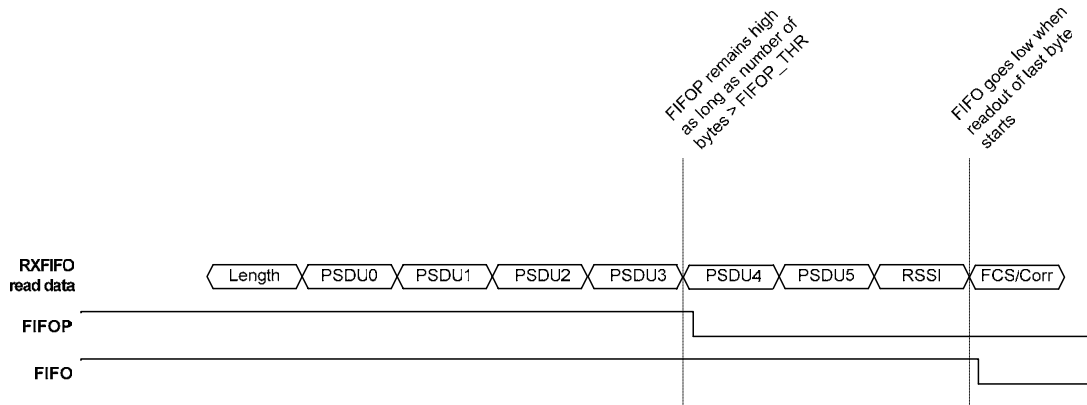 FIFOP remains high
as long as number of
bytes > FIFOP_THR
FIFO goes low when
readout of last byte
starts
RXFIFO
read data
Length PSDU0 PSDU1 PSDU2 PSDU3 PSDU4 PSDU5 RSSI FCS/Corr
FIFOP
FIFO